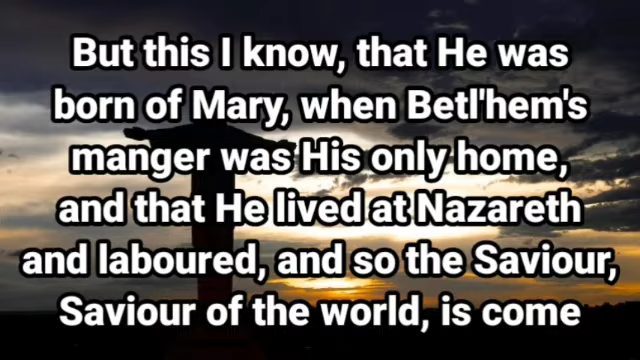 But this I know, that He was
born of Mary, when Betl'hem's
manger was His only home,
and that He lived at Nazareth
and laboured, and so the Saviour,
Saviour of the world, is come